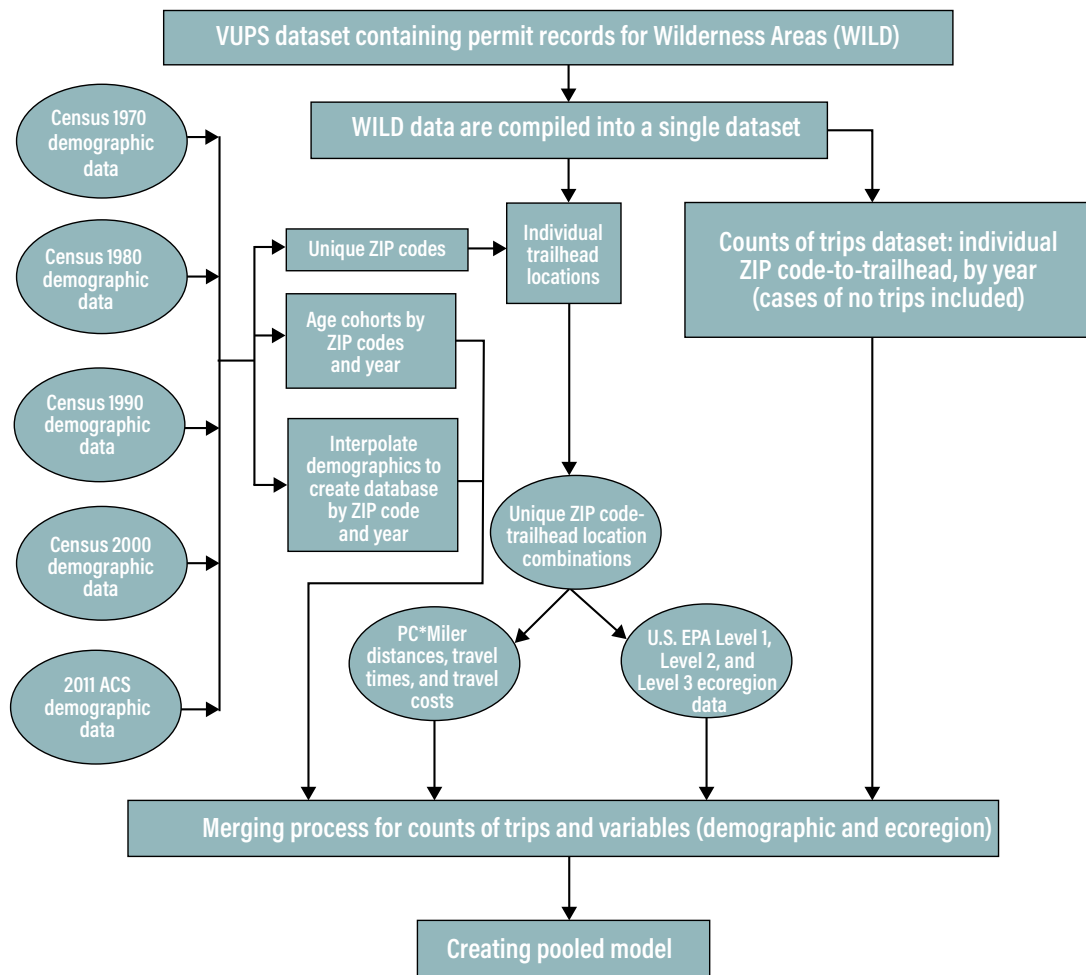 VUPS dataset containing permit records for Wilderness Areas (WILD)
WILD data are compiled into a single dataset
Census 1970
demographic
data
Census 1980
demographic
data
Census 1990
demographic
data
Census 2000
demographic
data
2011 ACS
demographic
data
Unique ZIP codes
Age cohorts by
ZIP codes
and year
Interpolate
demographics to
create database
by ZIP code
and year
Individual
trailhead
locations
Counts of trips dataset: individual
ZIP code-to-trailhead, by year
(cases of no trips included)
Unique ZIP code-
trailhead location
combinations
PC*Miler
distances, travel
times, and travel
costs
U.S. EPA Level 1,
Level 2, and
Level 3 ecoregion
data
Merging process for counts of trips and variables (demographic and ecoregion)
Creating pooled model